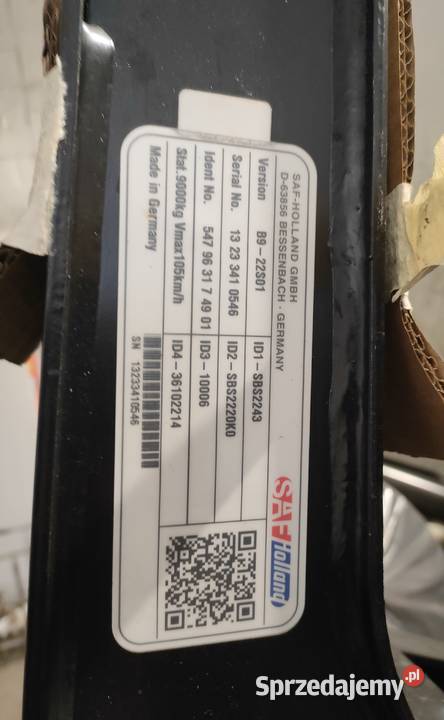 SAF-HOLLAND GMBH
D-63856 BESSENBACH · GERMANY
SAF Holland
Version B9-22S01 ID1-SBS2243
Serial No. 13 23 341 0546 ID2-SBS2220K0
Ident No. 547 96 31 7 49 01 ID3-10006
Stat.9000kg Vmax105km/h ID4-36102214
Made in Germany
SN 13233410546
Sprzedajemy.pl